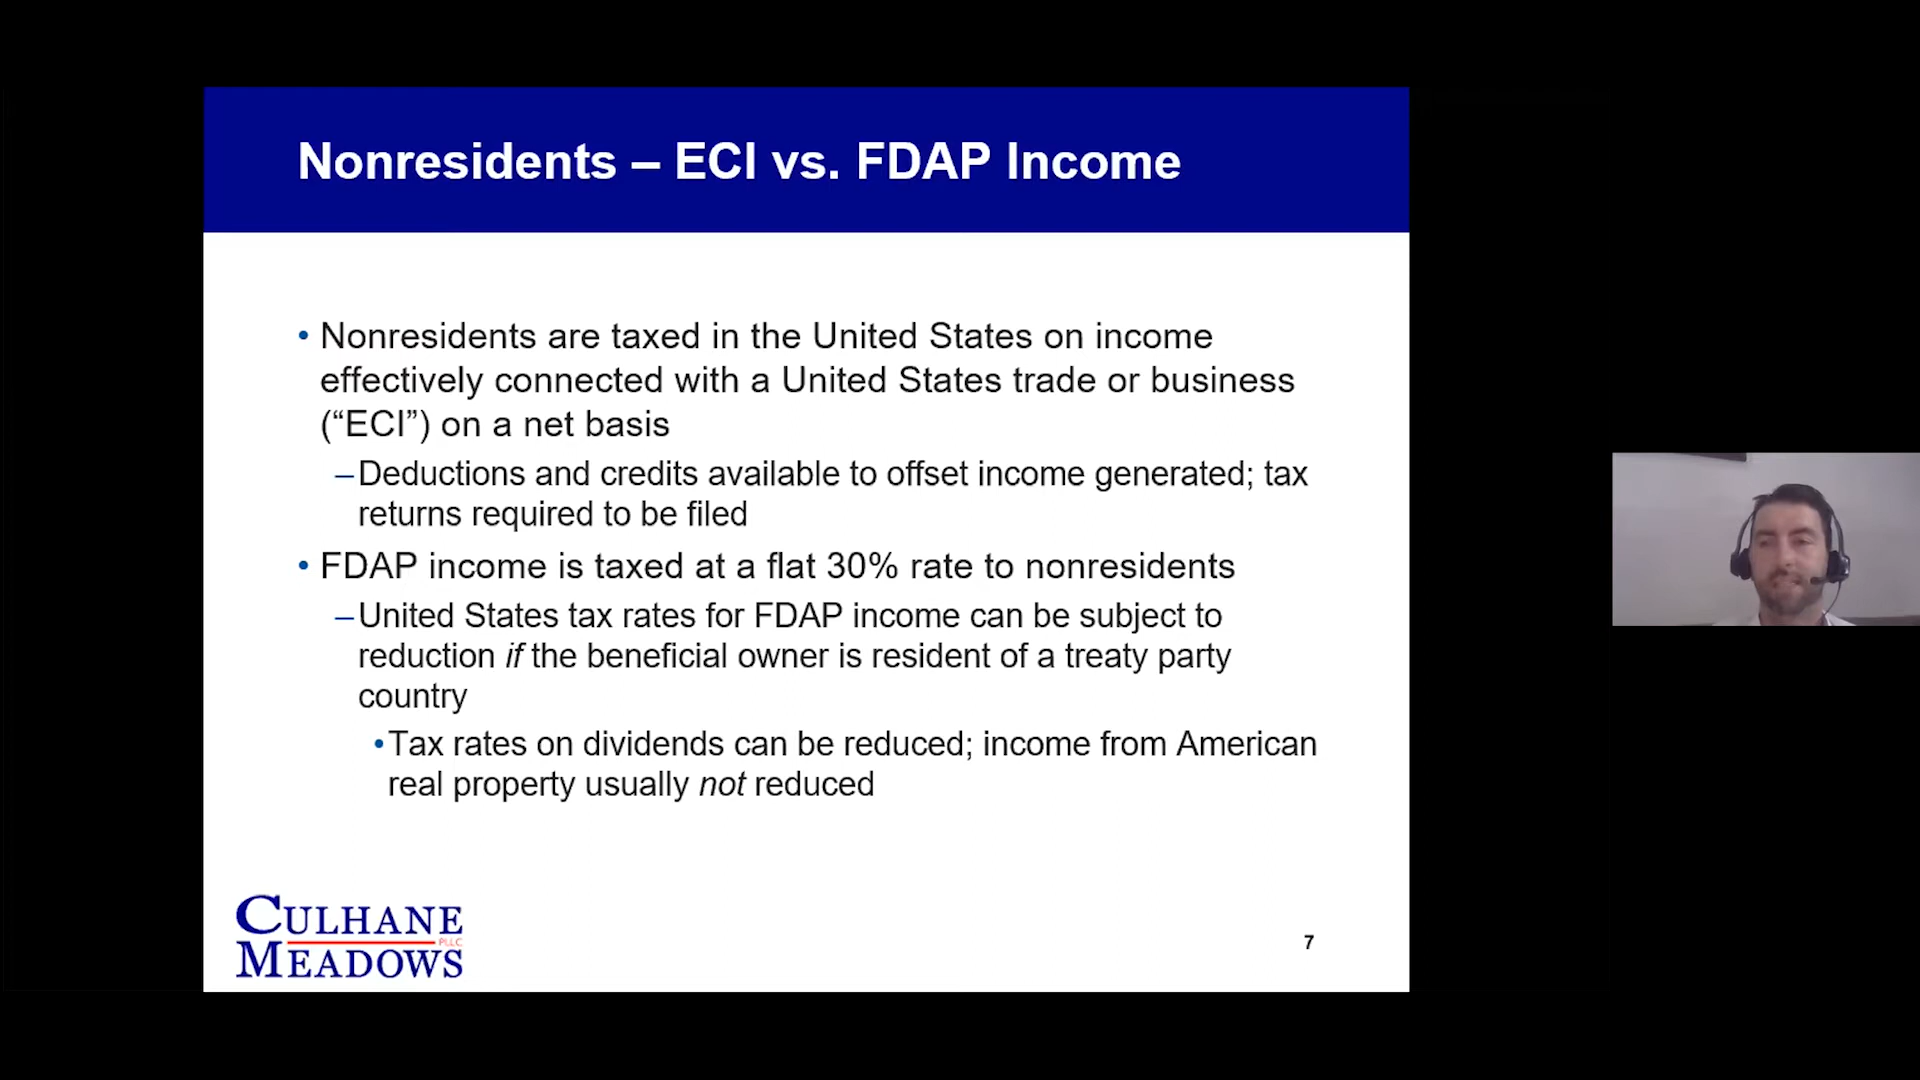 Nonresidents – ECI vs. FDAP Income
• Nonresidents are taxed in the United States on income
effectively connected with a United States trade or business
(“ECI”) on a net basis
–Deductions and credits available to offset income generated; tax
returns required to be filed
• FDAP income is taxed at a flat 30% rate to nonresidents
–United States tax rates for FDAP income can be subject to
reduction if the beneficial owner is resident of a treaty party
country
•Tax rates on dividends can be reduced; income from American
real property usually not reduced
CULHANE
PLLC
MEADOWS
7